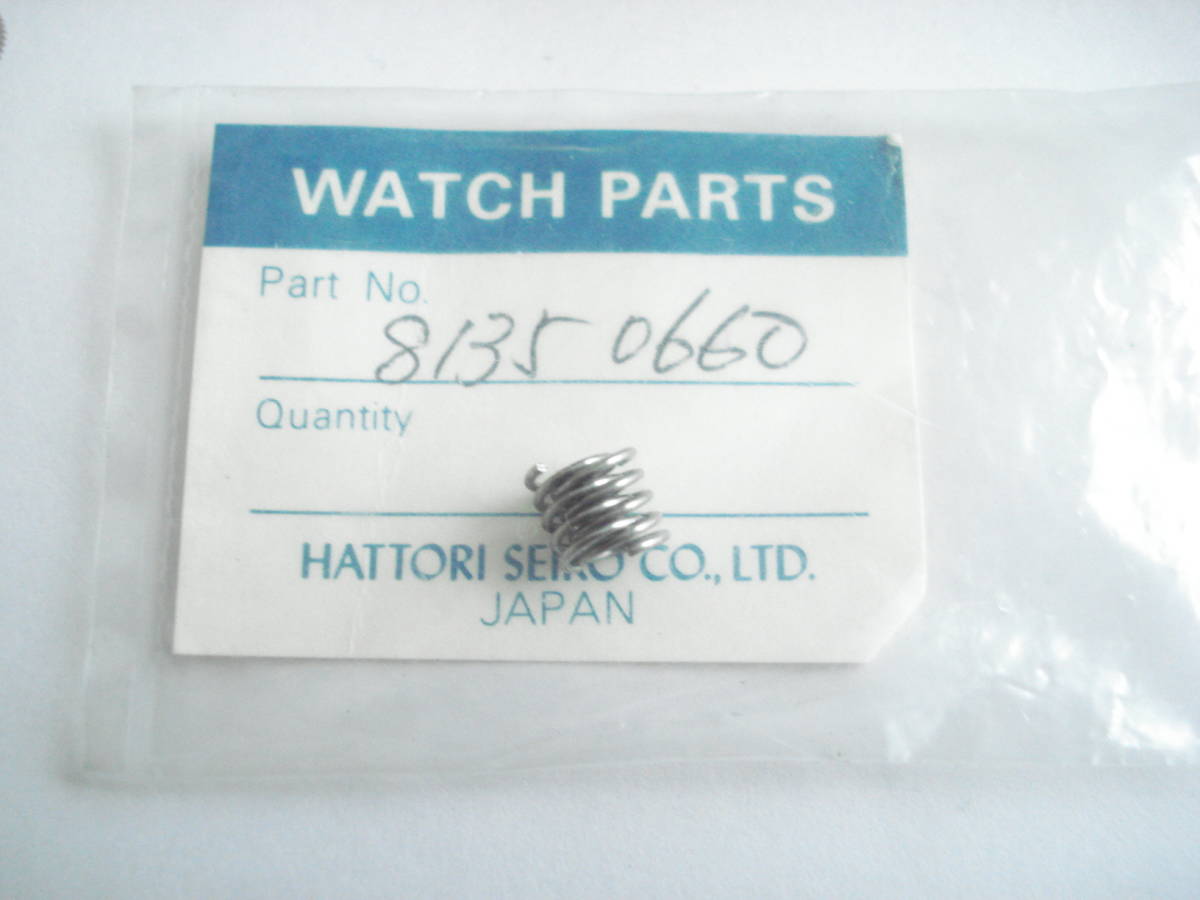 WATCH PARTS
Part No.
8135 0660
Quantity
HATTORI SEIKO CO., LTD.
JAPAN